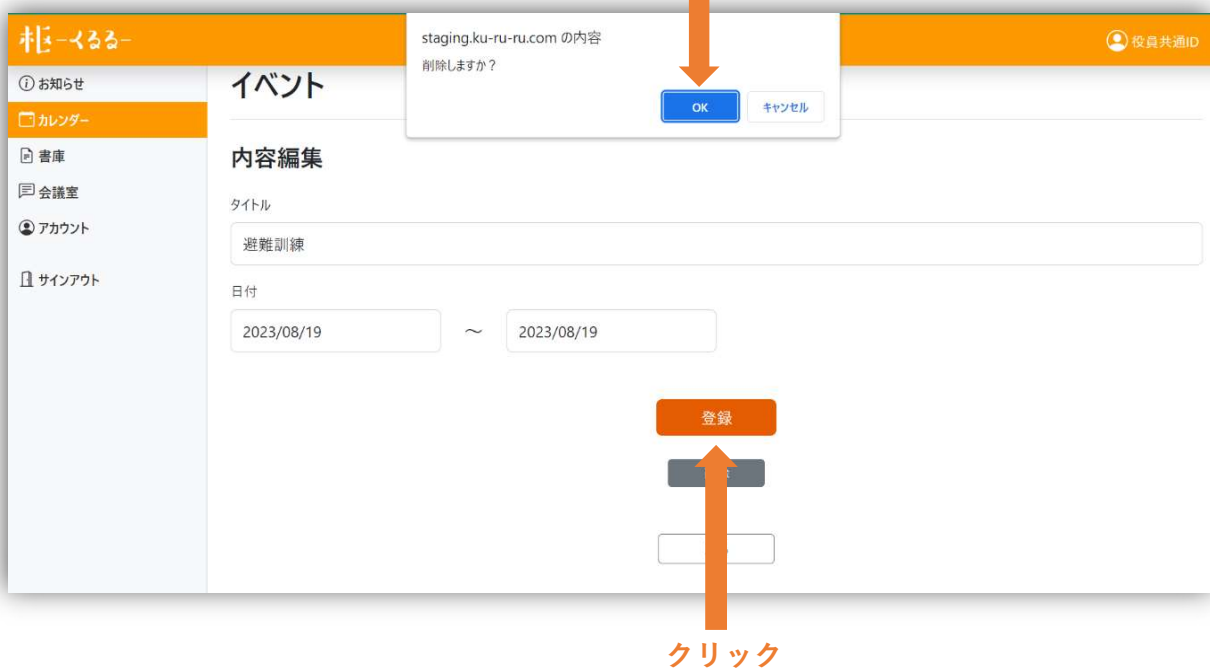 枢-くるる-
役員共通ID
staging.ku-ru-ru.com の内容
削除しますか？
OK
キャンセル
お知らせ
カレンダー
書庫
会議室
アカウント
サインアウト
イベント
内容編集
タイトル
避難訓練
日付
2023/08/19 ～ 2023/08/19
登録
クリック